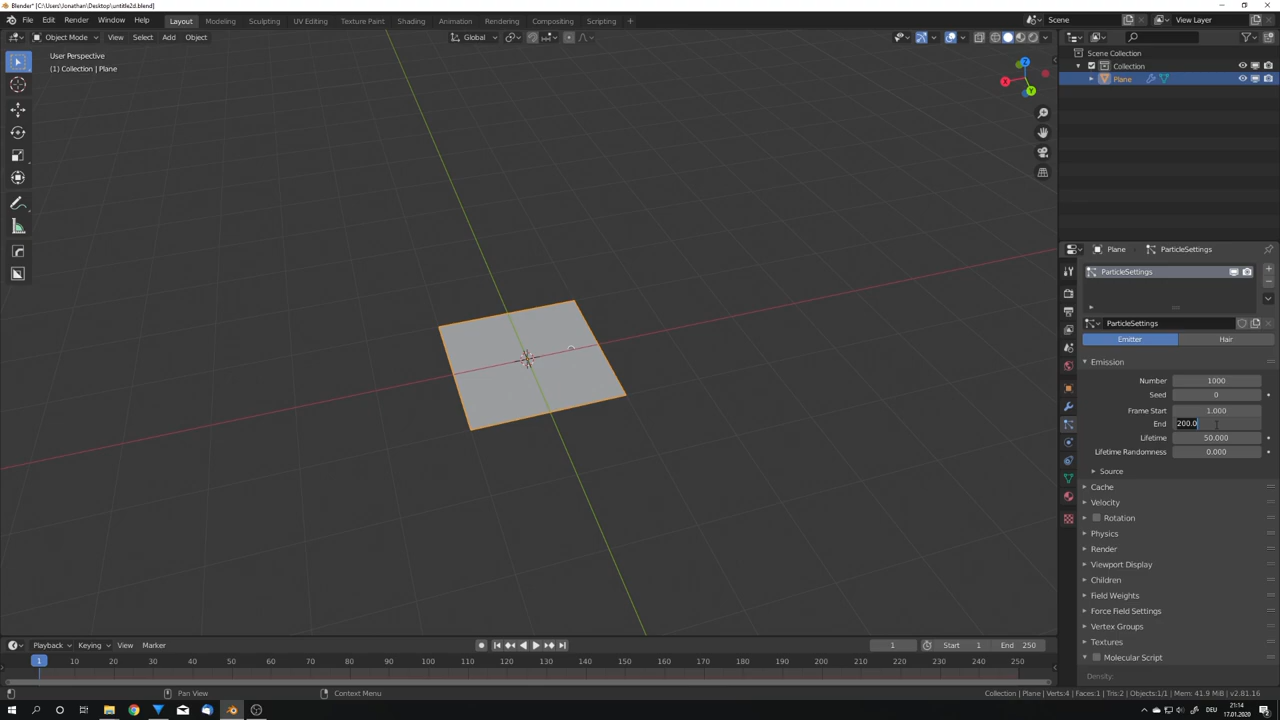 Blender* [C:\Users\Jonathan\Desktop\untitle2d.blend]
File Edit Render Window Help
Layout Modeling Sculpting UV Editing Texture Paint Shading Animation Rendering Compositing Scripting
Scene
View Layer
Object Mode View Select Add Object
Global
User Perspective
(1) Collection | Plane
X
Y
Z
Scene Collection
Collection
Plane
Plane ParticleSettings
ParticleSettings
ParticleSettings
Emitter Hair
Emission
Number 1000
Seed 0
Frame Start 1.000
End 200.0
Lifetime 50.000
Lifetime Randomness 0.000
Source
Cache
Velocity
Rotation
Physics
Render
Viewport Display
Children
Field Weights
Force Field Settings
Vertex Groups
Textures
Molecular Script
Density:
Playback Keying View Marker
1
Start 1
End 250
1 10 20 30 40 50 60 70 80 90 100 110 120 130 140 150 160 170 180 190 200 210 220 230 240 250
Pan View
Context Menu
Collection | Plane | Verts:4 | Faces:1 | Tris:2 | Objects:1/1 | Mem: 41.9 MiB | v2.81.16
DEU
21:14
17.01.2020